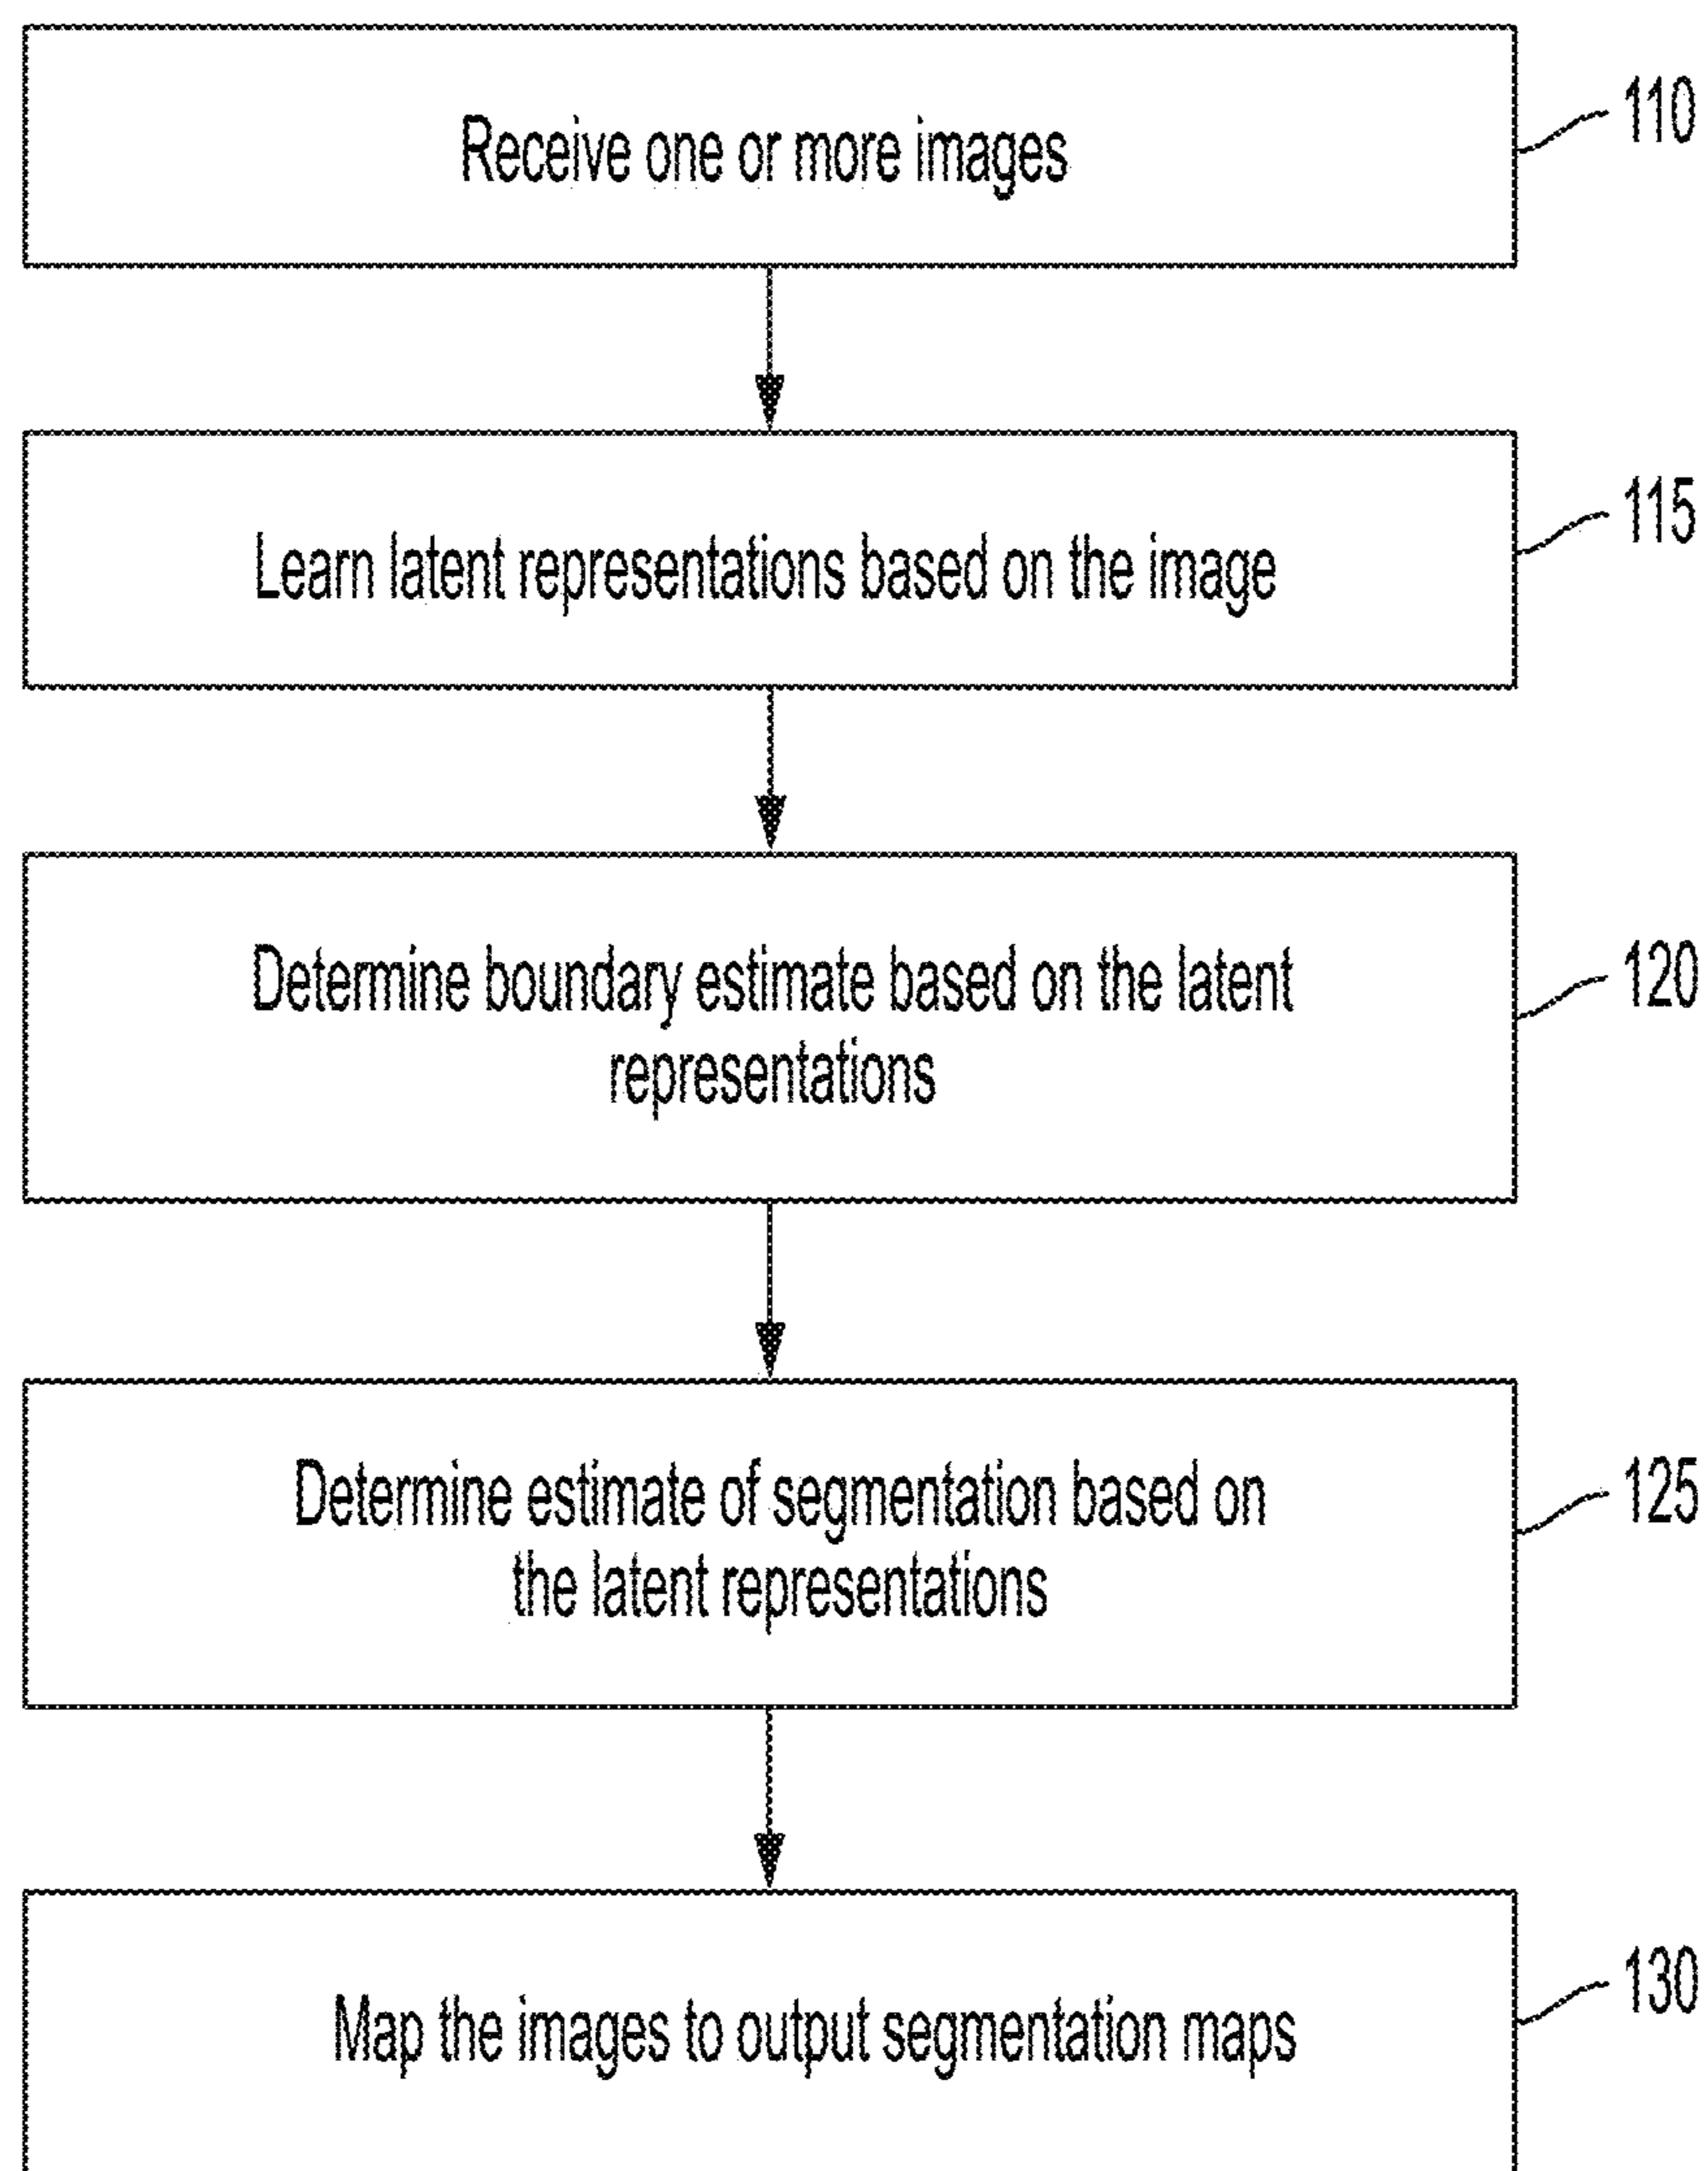 Receive one or more images
110
Learn latent representations based on the image
115
Determine boundary estimate based on the latent
representations
120
Determine estimate of segmentation based on
the latent representations
125
Map the images to output segmentation maps
130